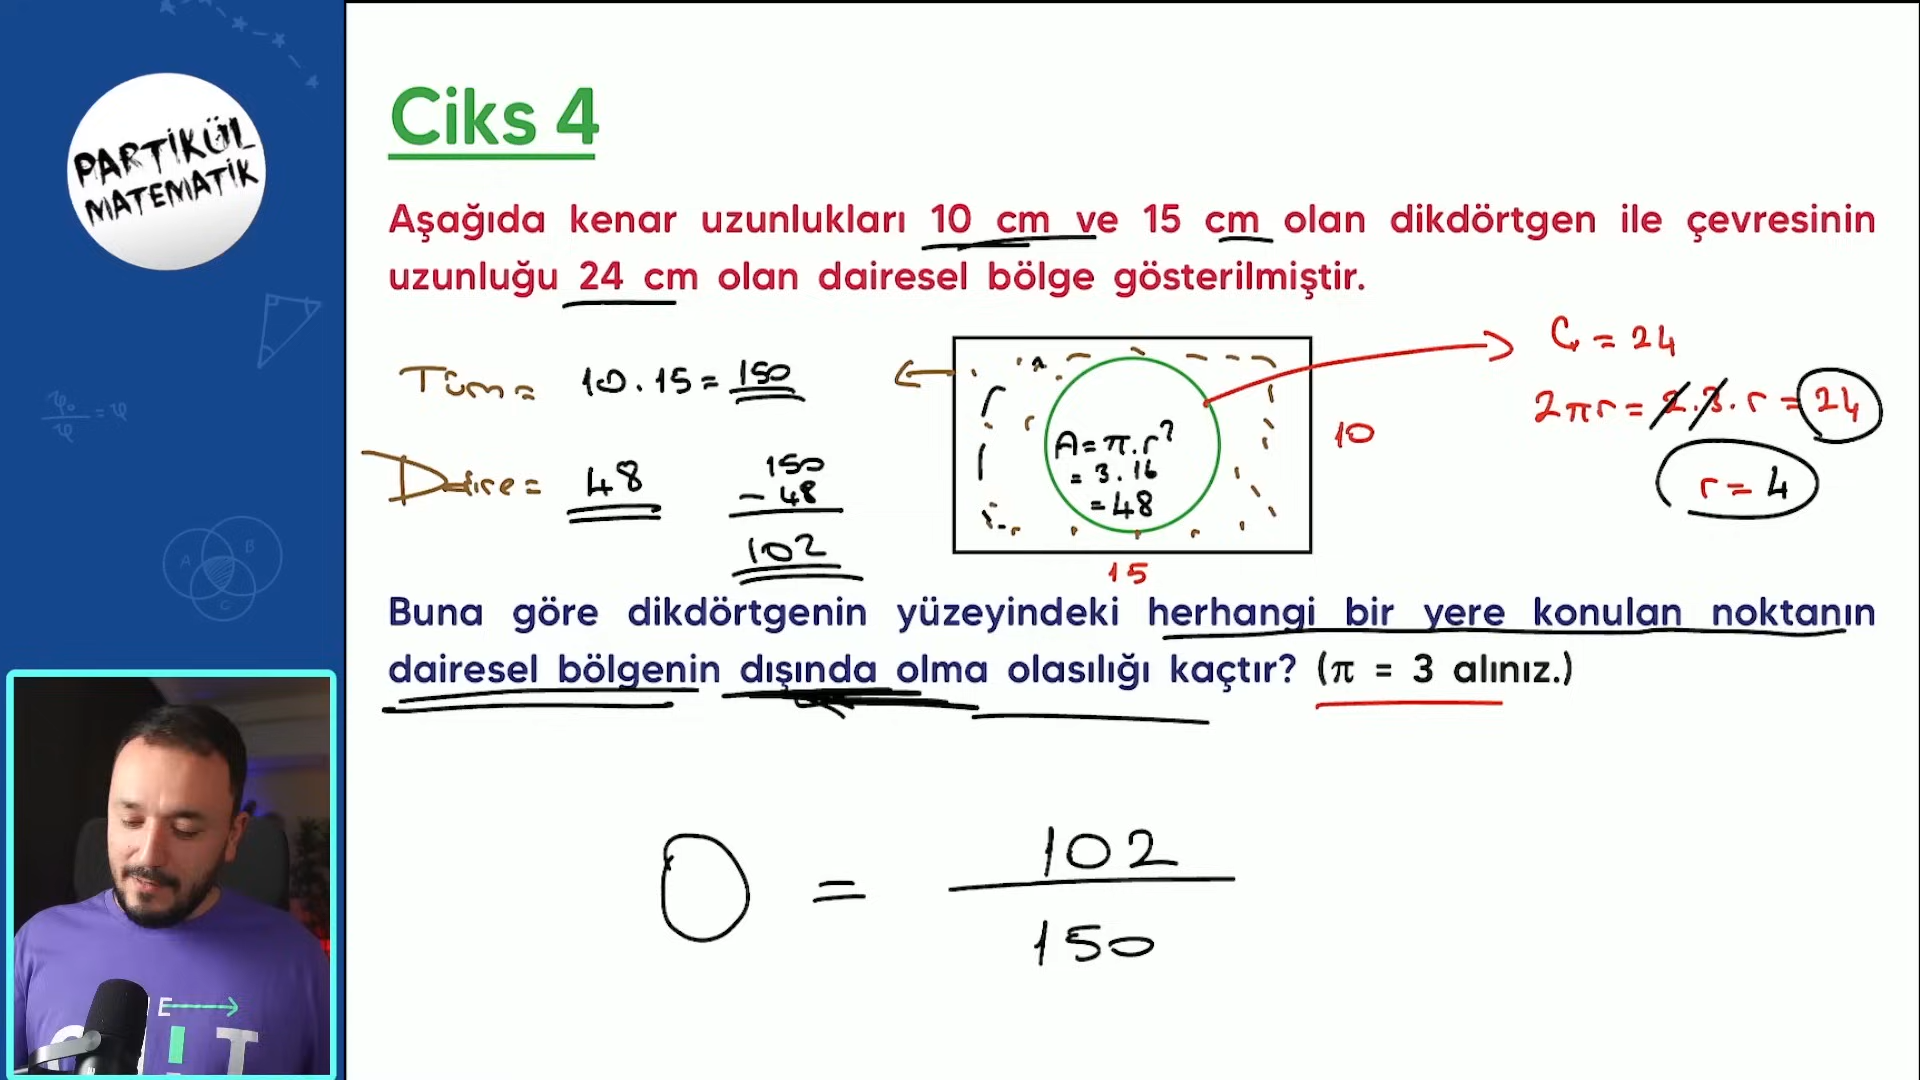 PARTİKÜL
MATEMATİK
Ciks 4
Aşağıda kenar uzunlukları 10 cm ve 15 cm olan dikdörtgen ile çevresinin
uzunluğu 24 cm olan dairesel bölge gösterilmiştir.
Tüm = 10 . 15 = 150
Daire = 48
150
- 48
102
A = π . r²
= 3 . 16
= 48
10
15
Ç = 24
2πr = 2 . 3 . r = 24
r = 4
Buna göre dikdörtgenin yüzeyindeki herhangi bir yere konulan noktanın
dairesel bölgenin dışında olma olasılığı kaçtır? (π = 3 alınız.)
O = 102
150
A
B
C
E